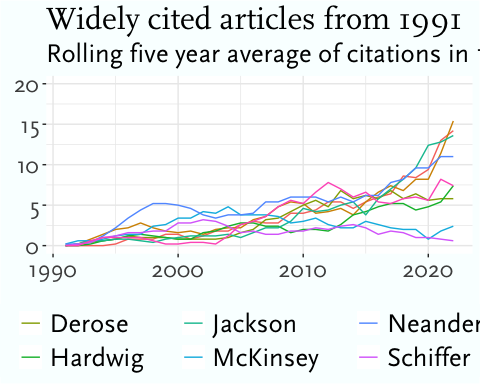 Widely cited articles from 1991
Rolling five year average of citations in
20
15
10
5
0
1990 2000 2010 2020
Derose Jackson Neander
Hardwig McKinsey Schiffer